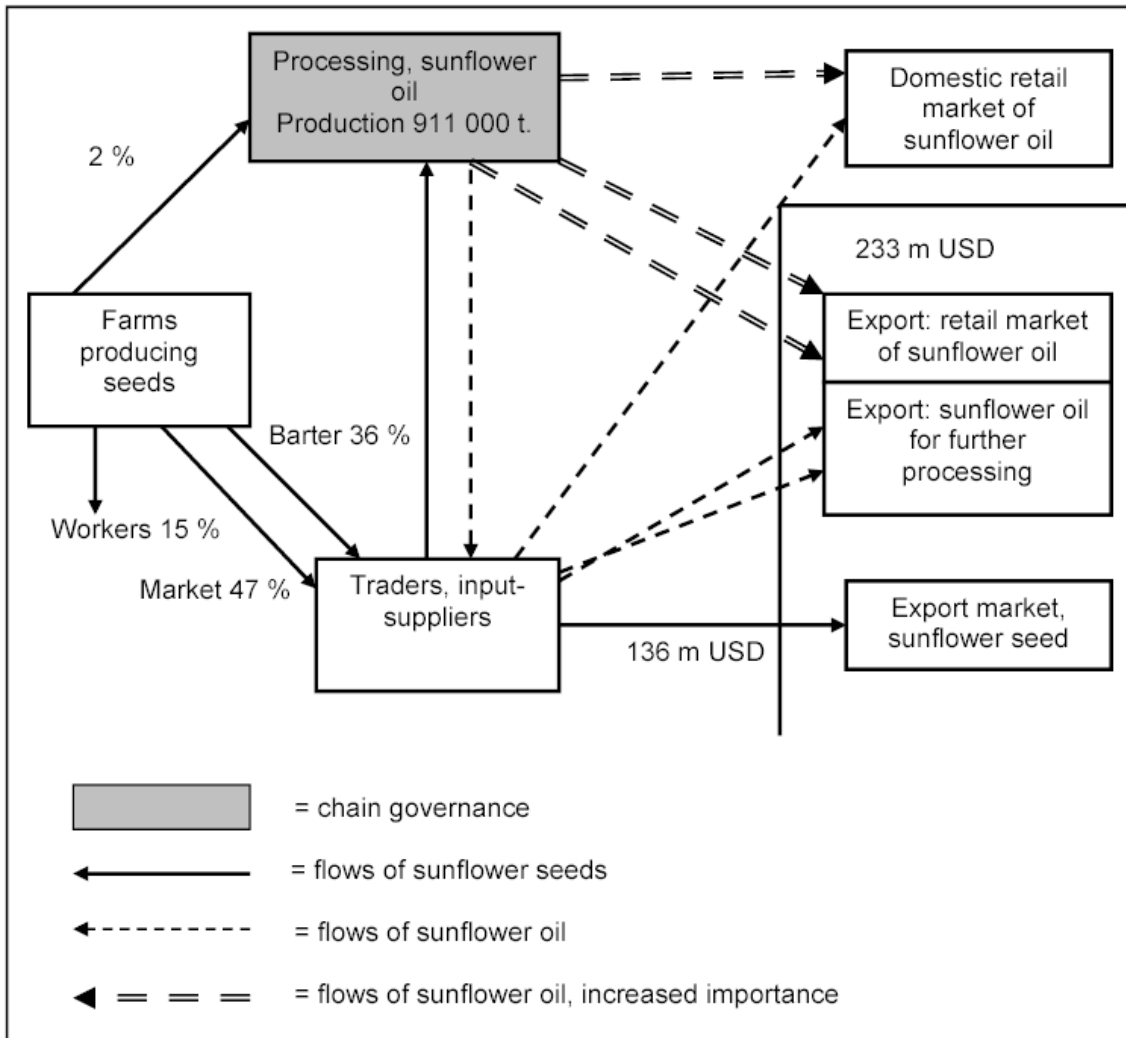 Processing, sunflower
oil
Production 911 000 t.
Domestic retail
market of
sunflower oil
2 %
233 m USD
Farms
producing
seeds
Export: retail market
of sunflower oil
Export: sunflower oil
for further
processing
Barter 36 %
Workers 15 %
Market 47 %
Traders, input-
suppliers
Export market,
sunflower seed
136 m USD
= chain governance
= flows of sunflower seeds
= flows of sunflower oil
= flows of sunflower oil, increased importance